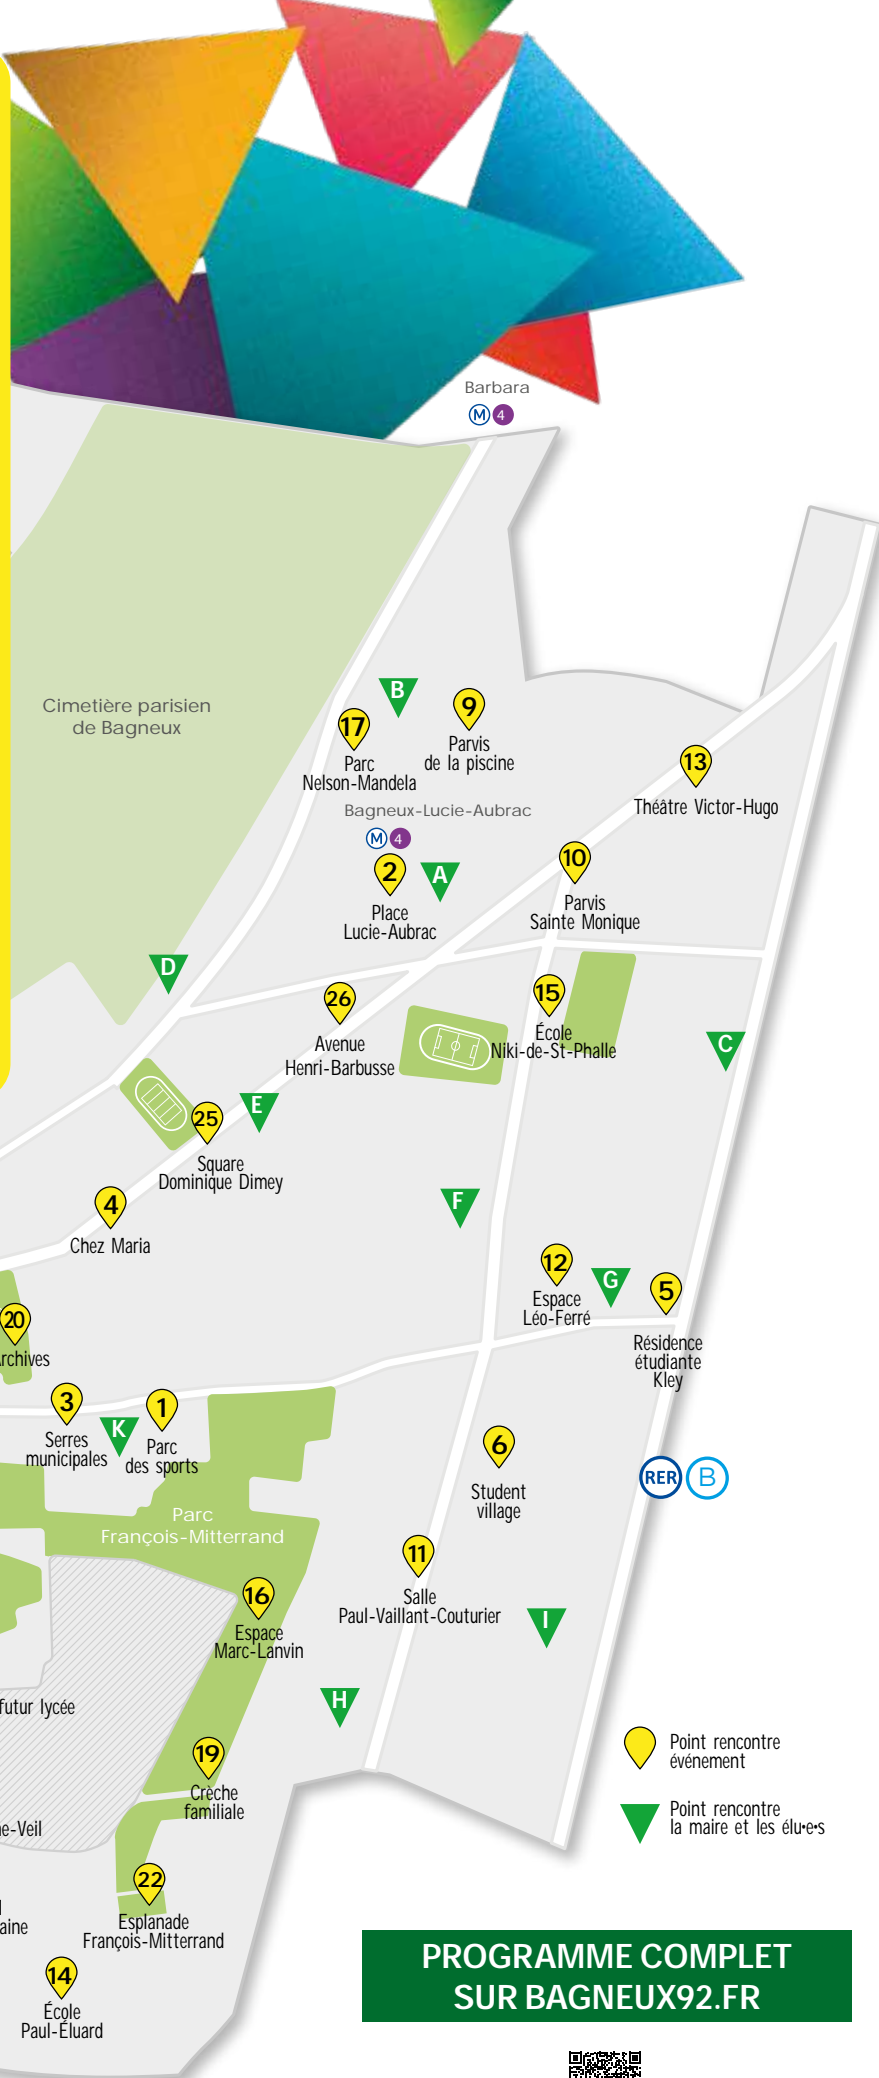 Barbara
M 4
Cimetière parisien
de Bagneux
B
17
Parc
Nelson-Mandela
9
Parvis
de la piscine
13
Théâtre Victor-Hugo
Bagneux-Lucie-Aubrac
M 4
2
Place
Lucie-Aubrac
A
10
Parvis
Sainte Monique
D
26
Avenue
Henri-Barbusse
15
École
Niki-de-St-Phalle
C
25
Square
Dominique Dimey
E
4
Chez Maria
F
12
Espace
Léo-Ferré
G
5
Résidence
étudiante
Kley
20
rchives
3
Serres
municipales
K
1
Parc
des sports
6
Student
village
RER B
Parc
François-Mitterrand
11
Salle
Paul-Vaillant-Couturier
16
Espace
Marc-Lanvin
I
H
futur lycée
19
Crèche
familiale
Point rencontre
événement
Point rencontre
la maire et les élu•e•s
e-Veil
22
Esplanade
François-Mitterrand
aine
14
École
Paul-Éluard
PROGRAMME COMPLET
SUR BAGNEUX92.FR